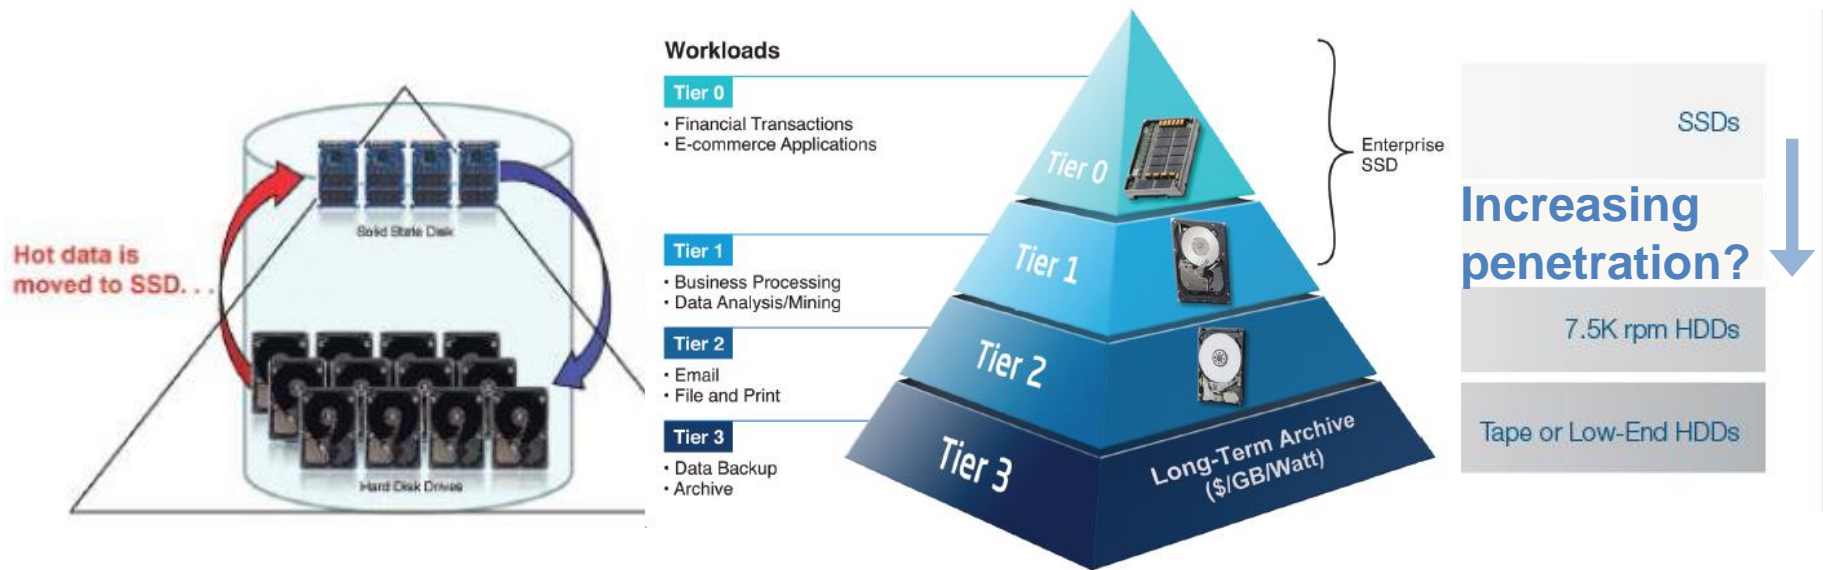 Solid State Disk
Hot data is
moved to SSD. . .
Hard Disk Drives
Workloads
Tier 0
• Financial Transactions
• E-commerce Applications
Tier 1
• Business Processing
• Data Analysis/Mining
Tier 2
• Email
• File and Print
Tier 3
• Data Backup
• Archive
Tier 0
Tier 1
Tier 2
Tier 3
Long-Term Archive
($/GB/Watt)
Enterprise
SSD
SSDs
Increasing
penetration?
7.5K rpm HDDs
Tape or Low-End HDDs